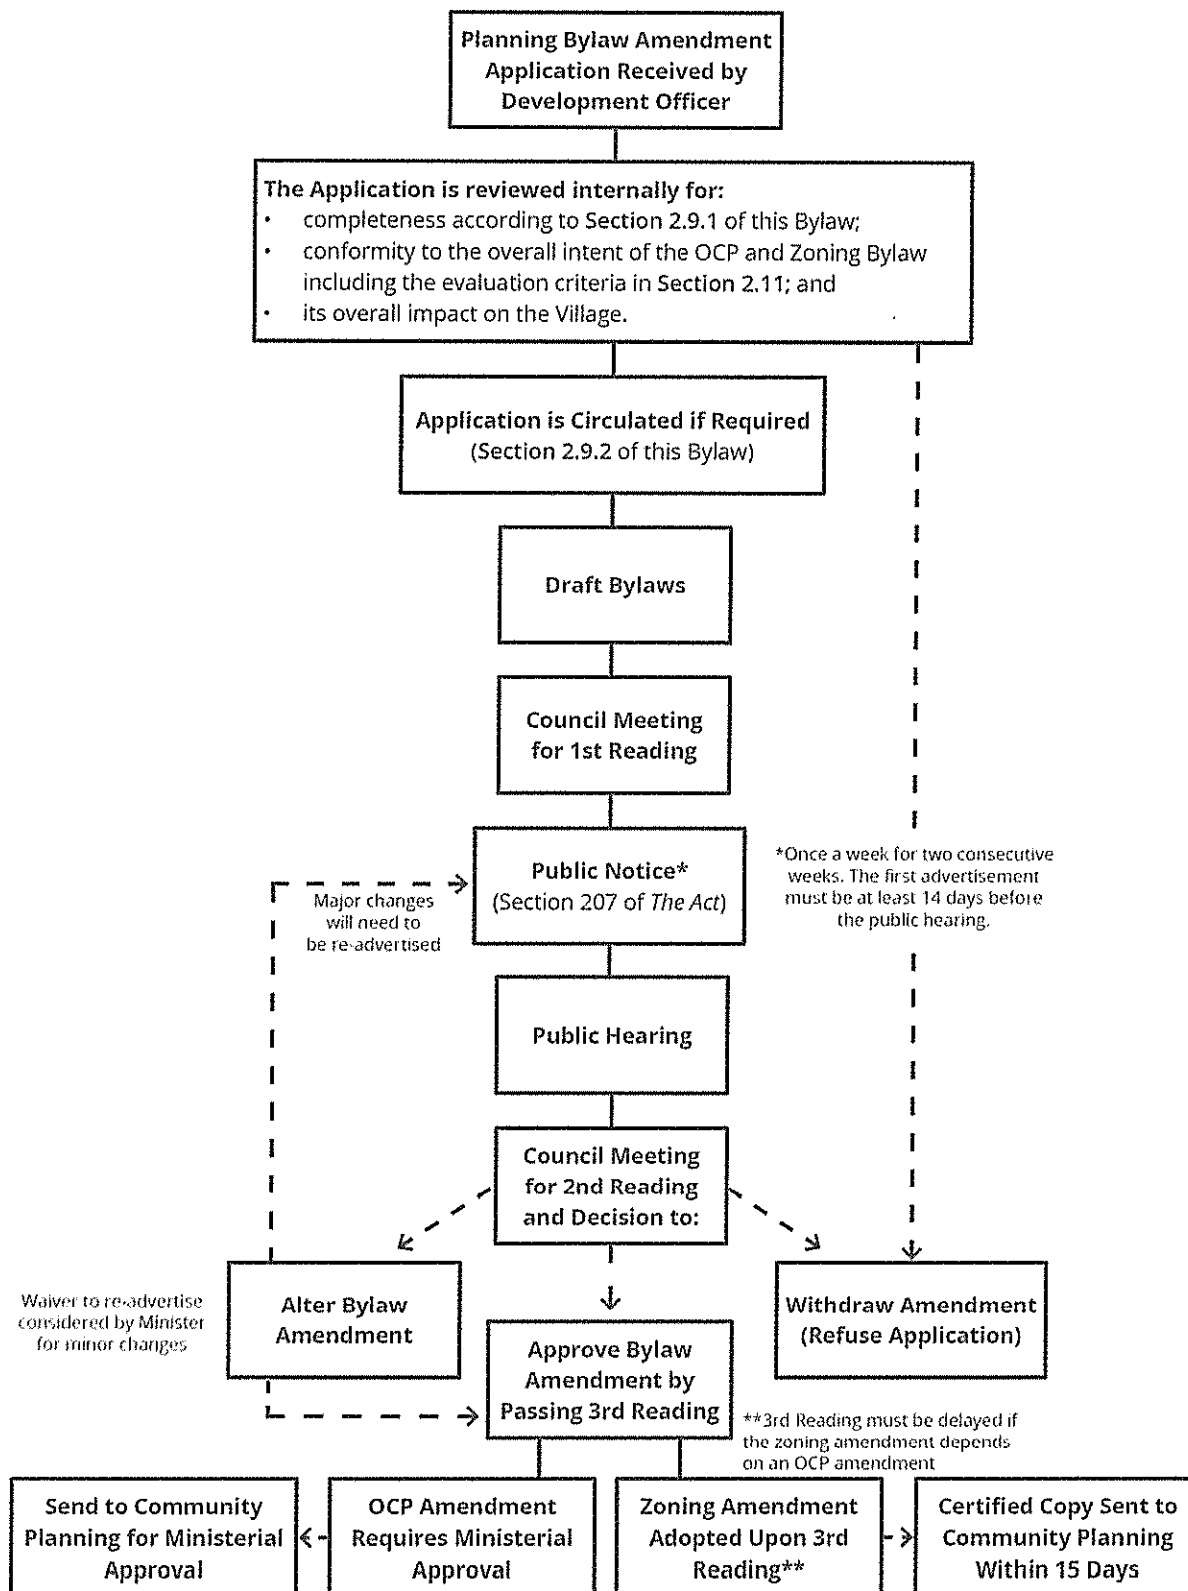 Planning Bylaw Amendment
Application Received by
Development Officer
The Application is reviewed internally for:
• completeness according to Section 2.9.1 of this Bylaw;
• conformity to the overall intent of the OCP and Zoning Bylaw
including the evaluation criteria in Section 2.11; and
• its overall impact on the Village.
Application is Circulated if Required
(Section 2.9.2 of this Bylaw)
Draft Bylaws
Council Meeting
for 1st Reading
Public Notice*
(Section 207 of The Act)
*Once a week for two consecutive
weeks. The first advertisement
must be at least 14 days before
the public hearing.
Major changes
will need to
be re-advertised
Public Hearing
Council Meeting
for 2nd Reading
and Decision to:
Waiver to re-advertise
considered by Minister
for minor changes
Alter Bylaw
Amendment
Approve Bylaw
Amendment by
Passing 3rd Reading
Withdraw Amendment
(Refuse Application)
**3rd Reading must be delayed if
the zoning amendment depends
on an OCP amendment
Send to Community
Planning for Ministerial
Approval
OCP Amendment
Requires Ministerial
Approval
Zoning Amendment
Adopted Upon 3rd
Reading**
Certified Copy Sent to
Community Planning
Within 15 Days